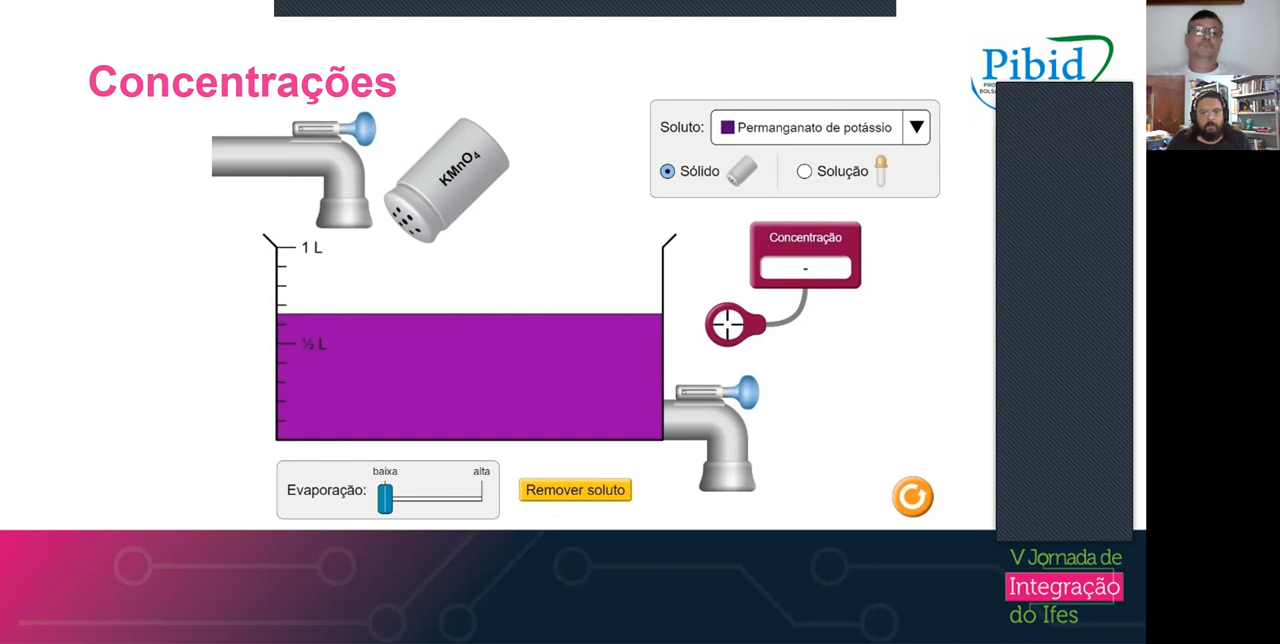 Concentrações
Pibid
KMnO₄
Soluto:
Permanganato de potássio
Sólido
Solução
Concentração
-
1 L
½ L
baixa
alta
Evaporação:
Remover soluto
V Jornada de
Integração
do Ifes